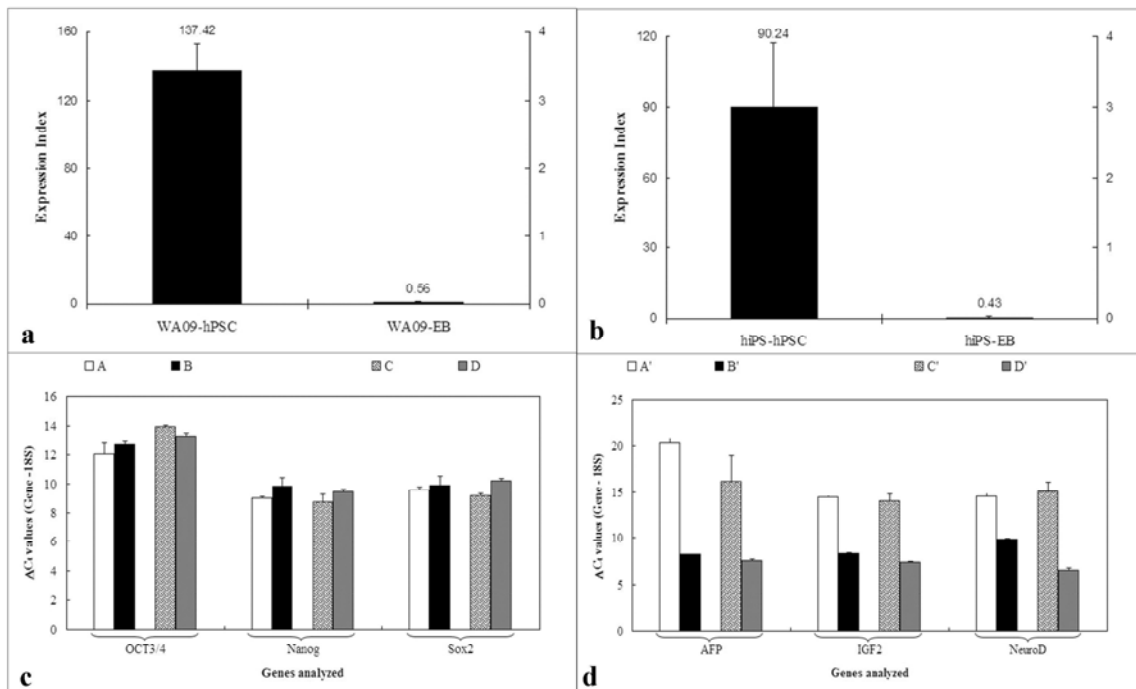 160
120
80
40
0
Expression Index
137.42
0.56
4
3
2
1
0
WA09-hPSC WA09-EB
a
120
90
60
30
0
Expression Index
90.24
0.43
4
3
2
1
0
hiPS-hPSC hiPS-EB
b
A B C D
16
14
12
10
8
6
4
2
0
ΔCt values (Gene -18S)
OCT3/4 Nanog Sox2
Genes analyzed
c
A' B' C' D'
25
20
15
10
5
0
ΔCt values (Gene - 18S)
AFP IGF2 NeuroD
Genes analyzed
d